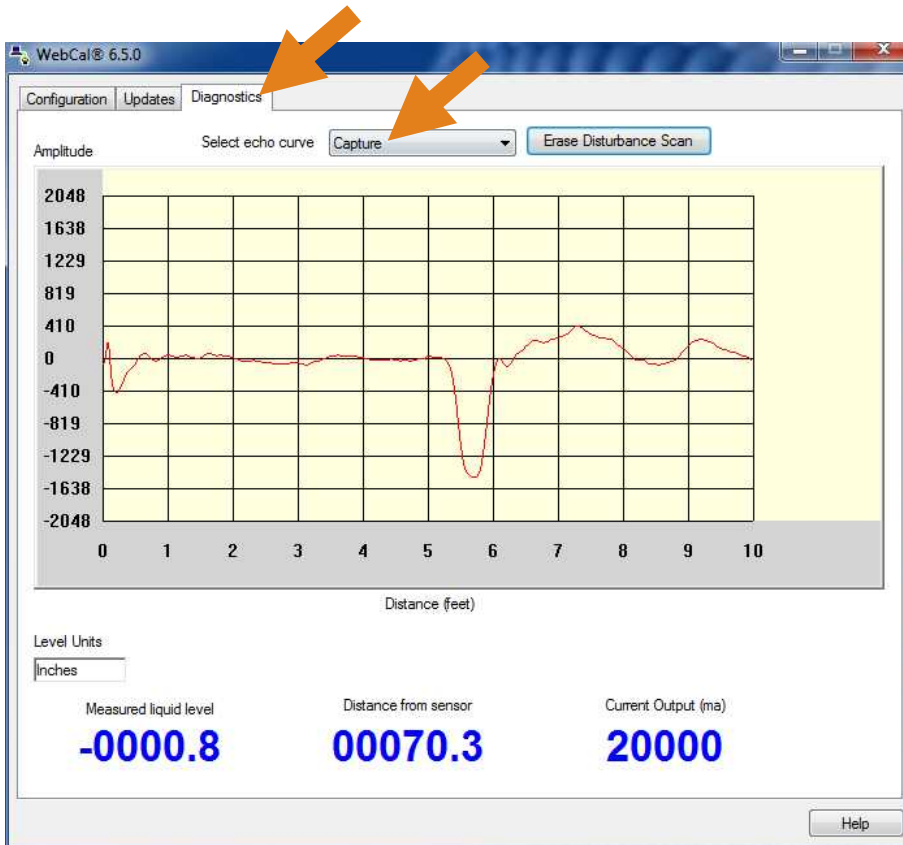 WebCal® 6.5.0
Configuration Updates Diagnostics
Select echo curve Capture Erase Disturbance Scan
Amplitude
2048
1638
1229
819
410
0
-410
-819
-1229
-1638
-2048
0 1 2 3 4 5 6 7 8 9 10
Distance (feet)
Level Units
Inches
Measured liquid level Distance from sensor Current Output (ma)
-0000.8 00070.3 20000
Help